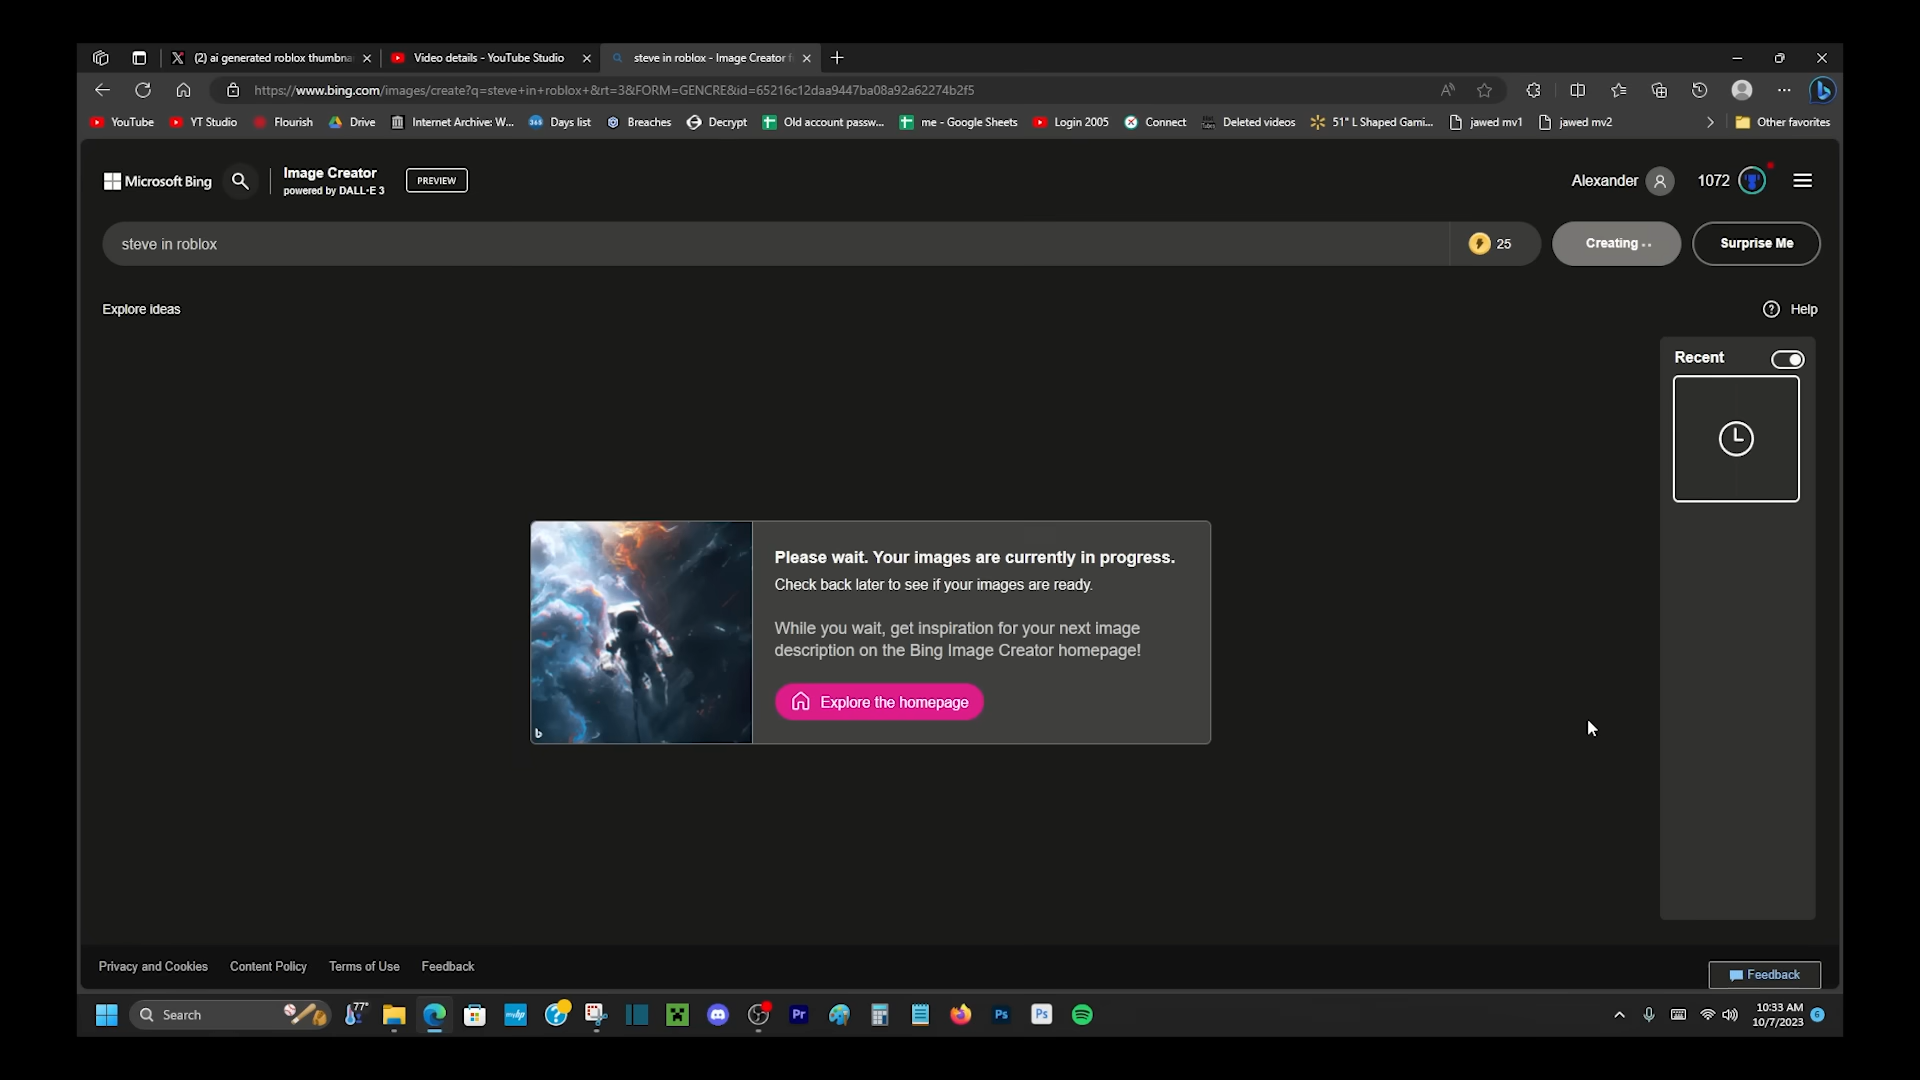 (2) ai generated roblox thumbna
Video details - YouTube Studio
steve in roblox - Image Creator f
https://www.bing.com/images/create?q=steve+in+roblox+&rt=3&FORM=GENCRE&id=65216c12daa9447ba08a92a62274b2f5
YouTube
YT Studio
Flourish
Drive
Internet Archive: W...
365
Days list
Breaches
Decrypt
Old account passw...
me - Google Sheets
Login 2005
Connect
Deleted videos
51" L Shaped Gami...
jawed mv1
jawed mv2
Other favorites
Microsoft Bing
Image Creator
powered by DALL·E 3
PREVIEW
Alexander
1072
steve in roblox
25
Creating..
Surprise Me
Explore ideas
Help
Recent
Please wait. Your images are currently in progress.
Check back later to see if your images are ready.
While you wait, get inspiration for your next image
description on the Bing Image Creator homepage!
Explore the homepage
Privacy and Cookies
Content Policy
Terms of Use
Feedback
Feedback
Search
77°
myhp
Pr
Ps
Ps
10:33 AM
10/7/2023
6